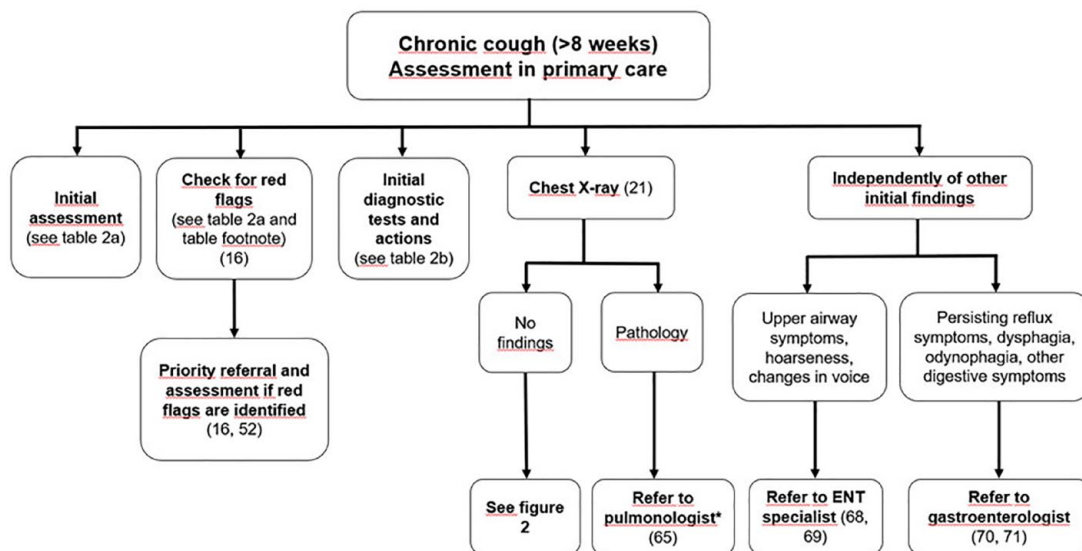 Chronic cough (>8 weeks)
Assessment in primary care
Initial
assessment
(see table 2a)
Check for red
flags
(see table 2a and
table footnote)
(16)
Initial
diagnostic
tests and
actions
(see table 2b)
Chest X-ray (21)
Independently of other
initial findings
No
findings
Pathology
Upper airway
symptoms,
hoarseness,
changes in voice
Persisting reflux
symptoms, dysphagia,
odynophagia, other
digestive symptoms
Priority referral and
assessment if red
flags are identified
(16, 52)
See figure
2
Refer to
pulmonologist*
(65)
Refer to ENT
specialist (68,
69)
Refer to
gastroenterologist
(70, 71)